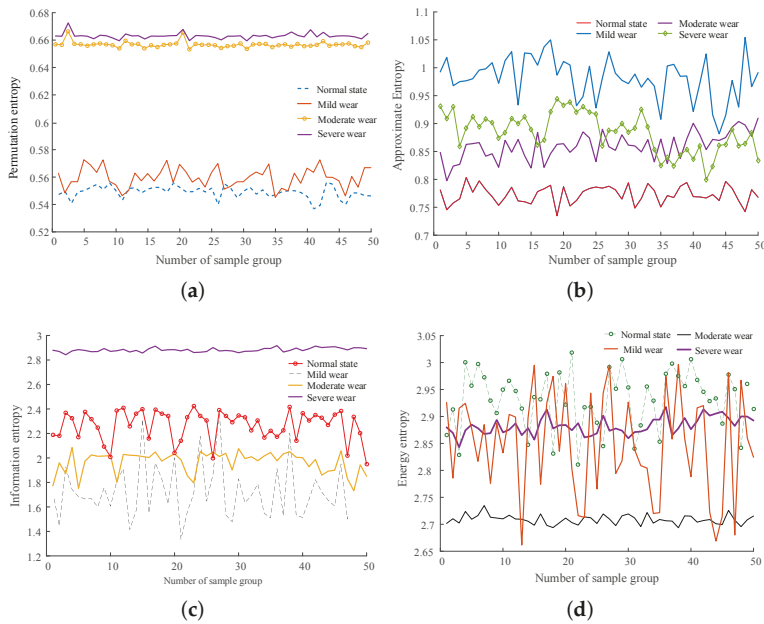 (a)
Permutation entropy
0.68
0.66
0.64
0.62
0.60
0.58
0.56
0.54
0.52
Normal state
Mild wear
Moderate wear
Severe wear
0 5 10 15 20 25 30 35 40 45 50
Number of sample group
(b)
Approximate Entropy
1.1
1.05
1
0.95
0.9
0.85
0.8
0.75
0.7
Normal state
Mild wear
Moderate wear
Severe wear
0 5 10 15 20 25 30 35 40 45 50
Number of sample group
(c)
Information entropy
3
2.8
2.6
2.4
2.2
2
1.8
1.6
1.4
1.2
Normal state
Mild wear
Moderate wear
Severe wear
0 10 20 30 40 50
Number of sample group
(d)
Energy entropy
3.05
3
2.95
2.9
2.85
2.8
2.75
2.7
2.65
Normal state
Mild wear
Moderate wear
Severe wear
0 10 20 30 40 50
Number of sample group